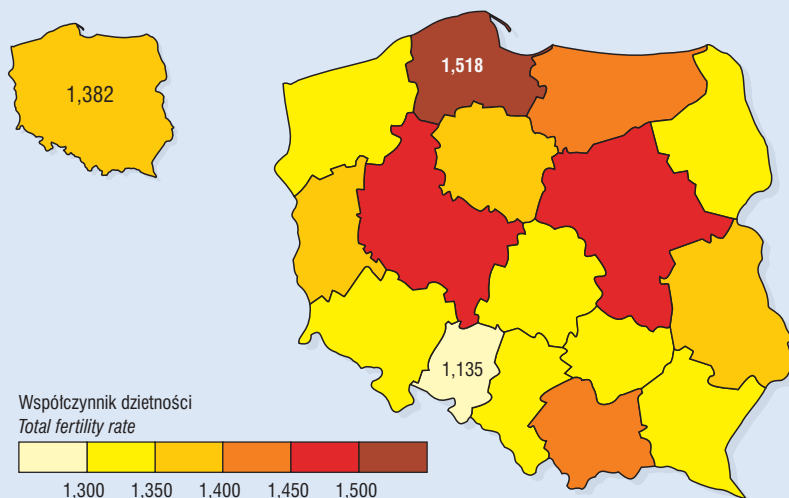 1,518
1,382
1,135
Współczynnik dzietności
Total fertility rate
1,300 1,350 1,400 1,450 1,500